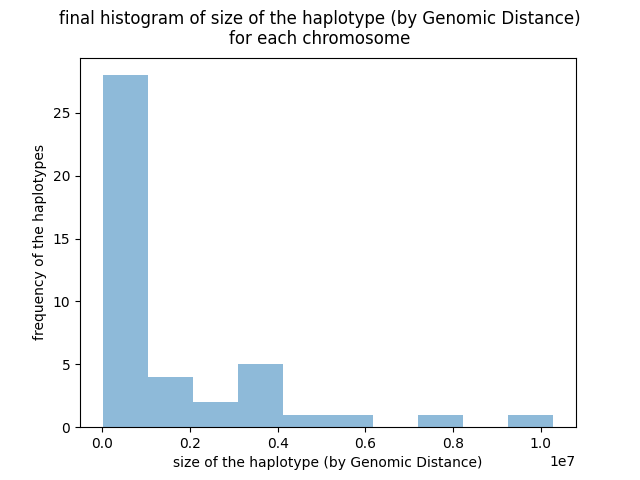 final histogram of size of the haplotype (by Genomic Distance)
for each chromosome
frequency of the haplotypes
25
20
15
10
5
0
0.0 0.2 0.4 0.6 0.8 1.0
1e7
size of the haplotype (by Genomic Distance)